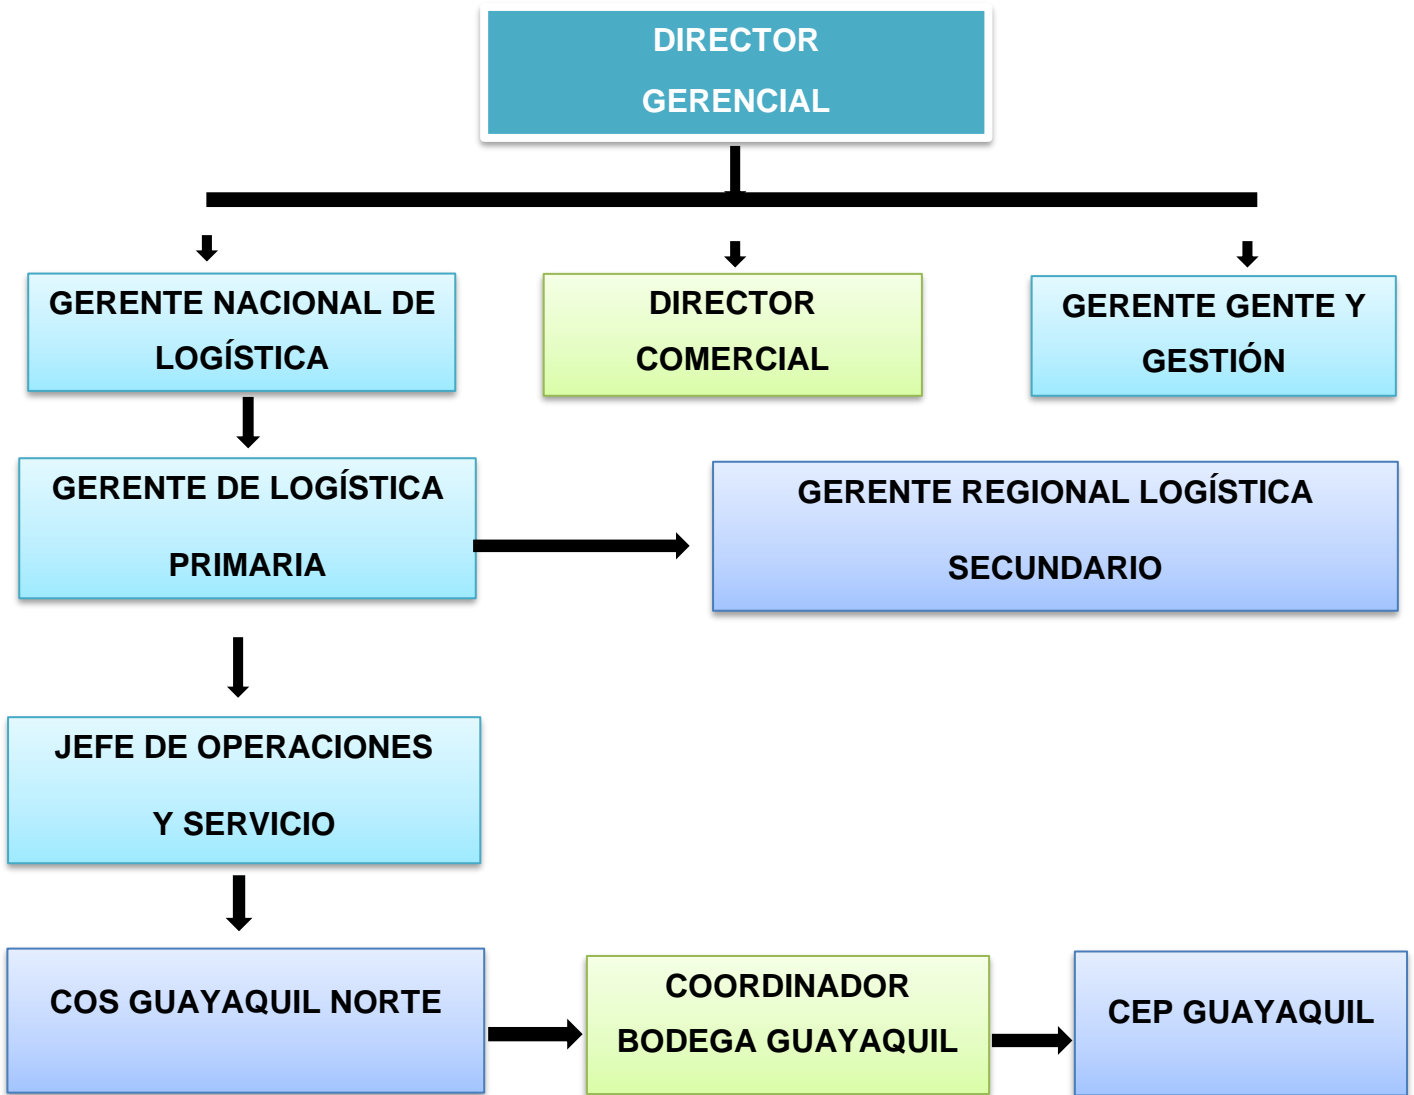 DIRECTOR
GERENCIAL
GERENTE NACIONAL DE
LOGÍSTICA
DIRECTOR
COMERCIAL
GERENTE GENTE Y
GESTIÓN
GERENTE DE LOGÍSTICA
PRIMARIA
GERENTE REGIONAL LOGÍSTICA
SECUNDARIO
JEFE DE OPERACIONES
Y SERVICIO
COS GUAYAQUIL NORTE
COORDINADOR
BODEGA GUAYAQUIL
CEP GUAYAQUIL